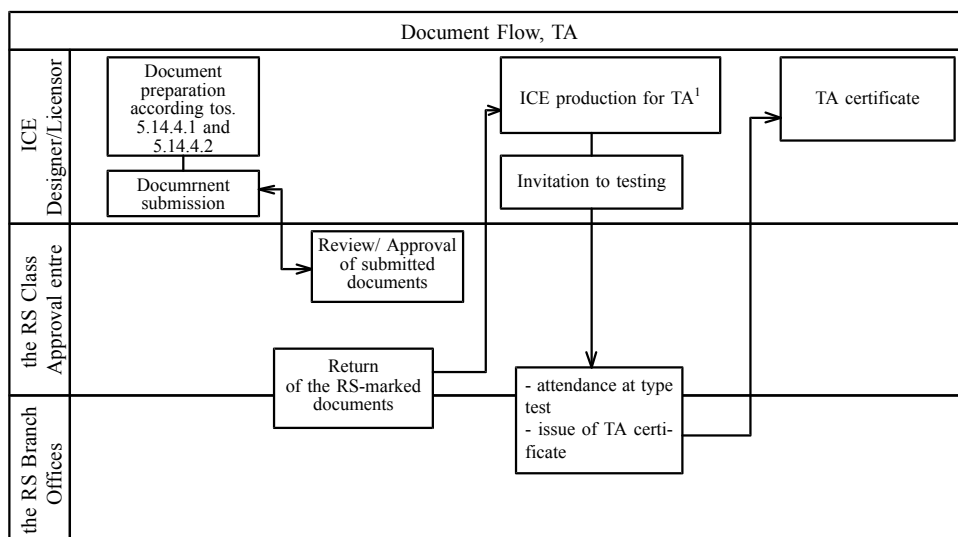 Document Flow, TA
ICE
Designer/Licensor
Document
preparation
according tos.
5.14.4.1 and
5.14.4.2
Documrnent
submission
ICE production for TA¹
Invitation to testing
TA certificate
the RS Class
Approval entre
Review/ Approval
of submitted
documents
Return
of the RS-marked
documents
- attendance at type
test
- issue of TA certi-
ficate
the RS Branch
Offices